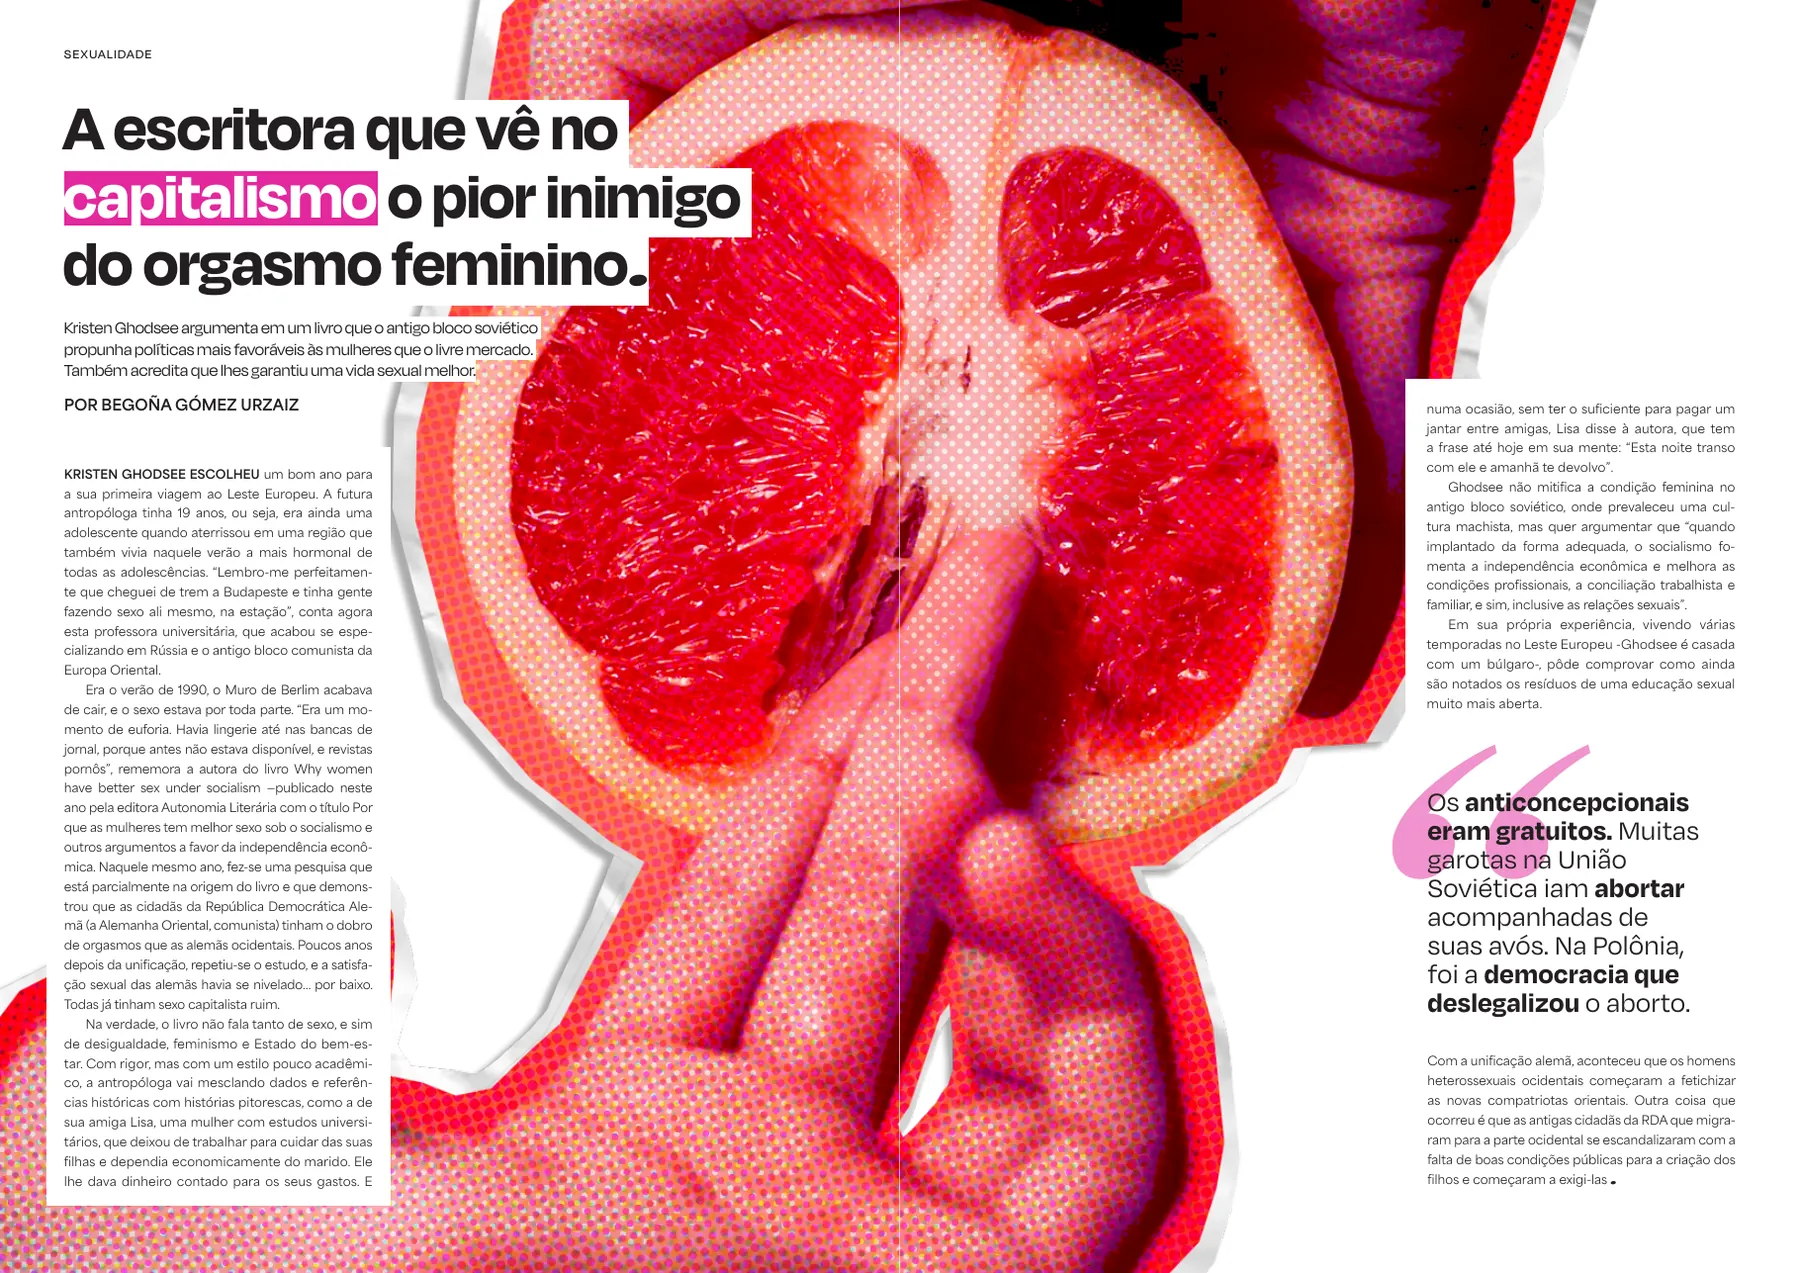 SEXUALIDADE
A escritora que vê no
capitalismo o pior inimigo
do orgasmo feminino.
Kristen Ghodsee argumenta em um livro que o antigo bloco soviético
propunha políticas mais favoráveis às mulheres que o livre mercado.
Também acredita que lhes garantiu uma vida sexual melhor.
POR BEGOÑA GÓMEZ URZAIZ
KRISTEN GHODSEE ESCOLHEU um bom ano para
a sua primeira viagem ao Leste Europeu. A futura
antropóloga tinha 19 anos, ou seja, era ainda uma
adolescente quando aterrissou em uma região que
também vivia naquele verão a mais hormonal de
todas as adolescências. “Lembro-me perfeitamen-
te que cheguei de trem a Budapeste e tinha gente
fazendo sexo ali mesmo, na estação”, conta agora
esta professora universitária, que acabou se espe-
cializando em Rússia e o antigo bloco comunista da
Europa Oriental.
Era o verão de 1990, o Muro de Berlim acabava
de cair, e o sexo estava por toda parte. “Era um mo-
mento de euforia. Havia lingerie até nas bancas de
jornal, porque antes não estava disponível, e revistas
pornôs”, rememora a autora do livro Why women
have better sex under socialism –publicado neste
ano pela editora Autonomia Literária com o título Por
que as mulheres tem melhor sexo sob o socialismo e
outros argumentos a favor da independência econô-
mica. Naquele mesmo ano, fez-se uma pesquisa que
está parcialmente na origem do livro e que demons-
trou que as cidadãs da República Democrática Ale-
mã (a Alemanha Oriental, comunista) tinham o dobro
de orgasmos que as alemãs ocidentais. Poucos anos
depois da unificação, repetiu-se o estudo, e a satisfa-
ção sexual das alemãs havia se nivelado... por baixo.
Todas já tinham sexo capitalista ruim.
Na verdade, o livro não fala tanto de sexo, e sim
de desigualdade, feminismo e Estado do bem-es-
tar. Com rigor, mas com um estilo pouco acadêmi-
co, a antropóloga vai mesclando dados e referên-
cias históricas com histórias pitorescas, como a de
sua amiga Lisa, uma mulher com estudos universi-
tários, que deixou de trabalhar para cuidar das suas
filhas e dependia economicamente do marido. Ele
lhe dava dinheiro contado para os seus gastos. E
numa ocasião, sem ter o suficiente para pagar um
jantar entre amigas, Lisa disse à autora, que tem
a frase até hoje em sua mente: “Esta noite transo
com ele e amanhã te devolvo”.
Ghodsee não mitifica a condição feminina no
antigo bloco soviético, onde prevaleceu uma cul-
tura machista, mas quer argumentar que “quando
implantado da forma adequada, o socialismo fo-
menta a independência econômica e melhora as
condições profissionais, a conciliação trabalhista e
familiar, e sim, inclusive as relações sexuais”.
Em sua própria experiência, vivendo várias
temporadas no Leste Europeu -Ghodsee é casada
com um búlgaro-, pôde comprovar como ainda
são notados os resíduos de uma educação sexual
muito mais aberta.
“
Os anticoncepcionais
eram gratuitos. Muitas
garotas na União
Soviética iam abortar
acompanhadas de
suas avós. Na Polônia,
foi a democracia que
deslegalizou o aborto.
Com a unificação alemã, aconteceu que os homens
heterossexuais ocidentais começaram a fetichizar
as novas compatriotas orientais. Outra coisa que
ocorreu é que as antigas cidadãs da RDA que migra-
ram para a parte ocidental se escandalizaram com a
falta de boas condições públicas para a criação dos
filhos e começaram a exigi-las .